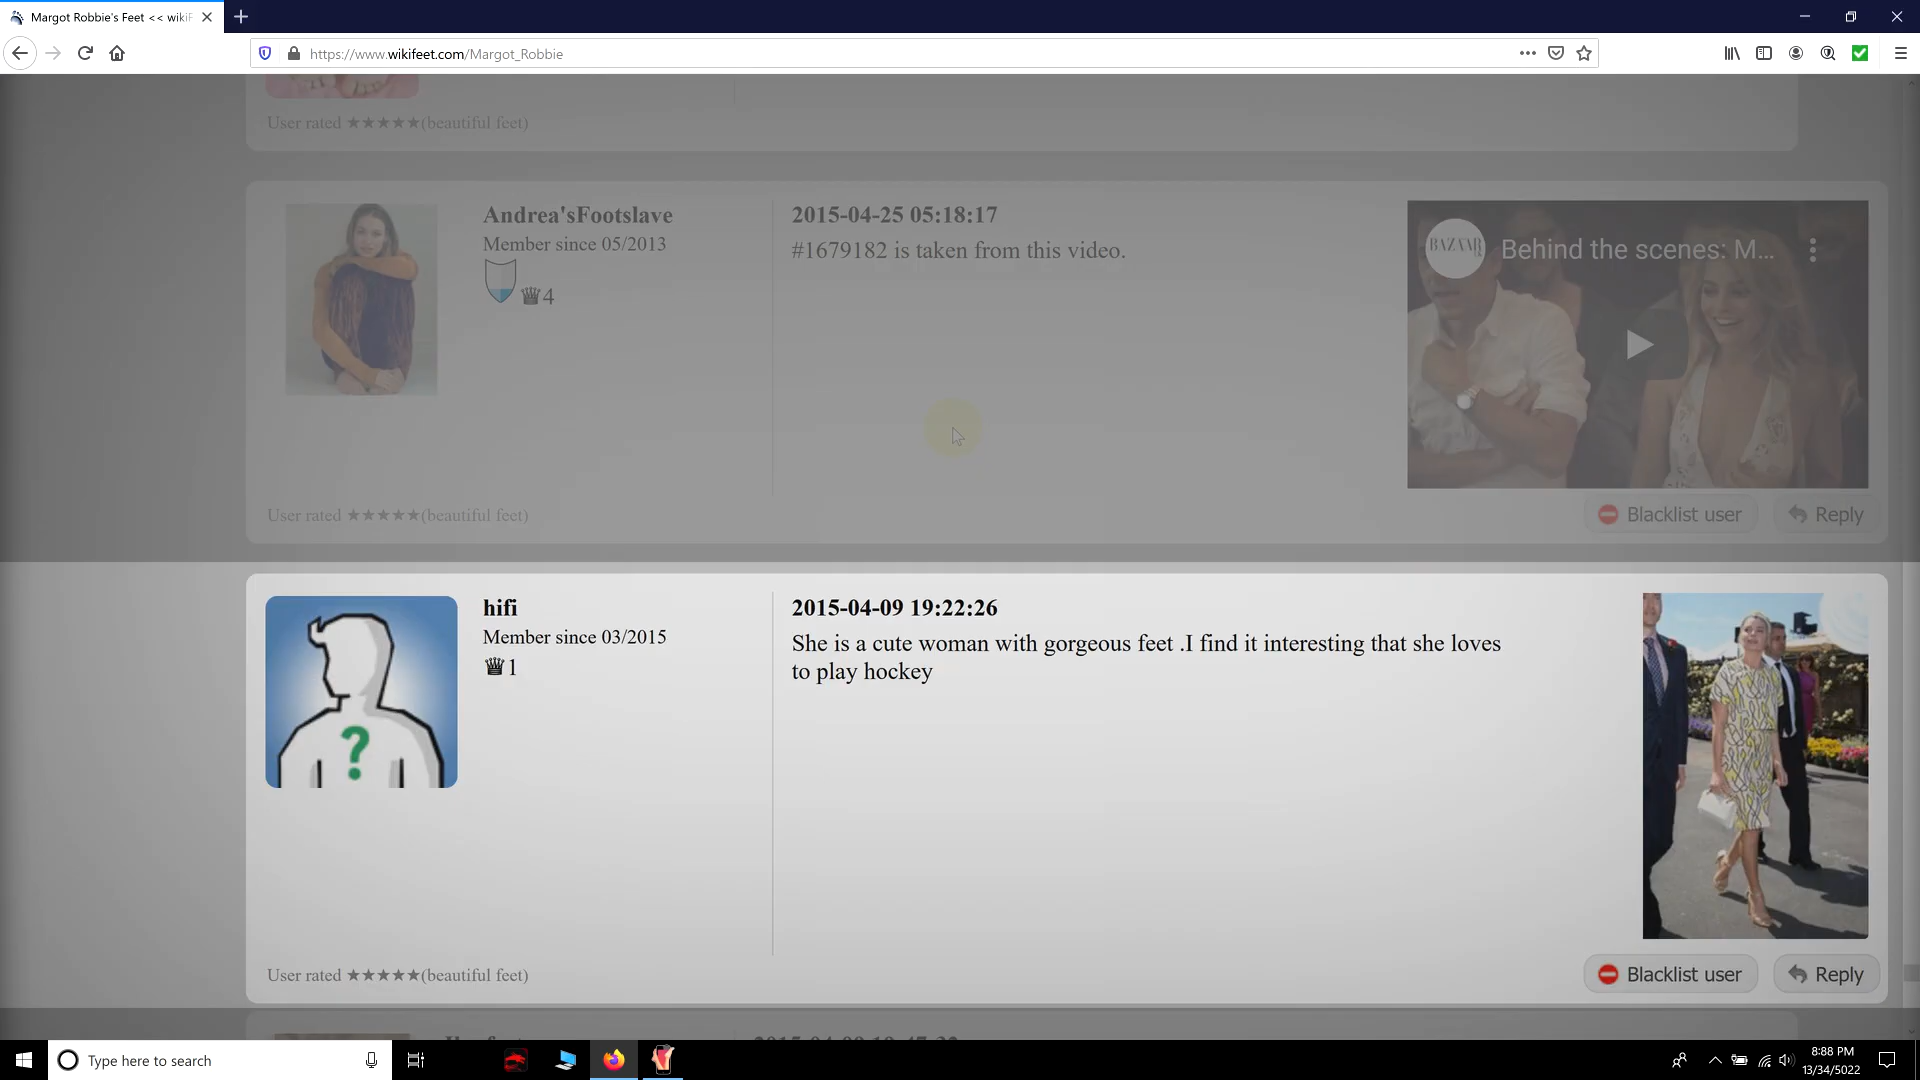 Margot Robbie's Feet << wikiF
https://www.wikifeet.com/Margot_Robbie
User rated ★★★★★(beautiful feet)
Andrea'sFootslave
Member since 05/2013
4
2015-04-25 05:18:17
#1679182 is taken from this video.
BAZAAR
Behind the scenes: M...
User rated ★★★★★(beautiful feet)
Blacklist user
Reply
hifi
Member since 03/2015
1
2015-04-09 19:22:26
She is a cute woman with gorgeous feet .I find it interesting that she loves
to play hockey
?
User rated ★★★★★(beautiful feet)
Blacklist user
Reply
Type here to search
8:88 PM
13/34/5022